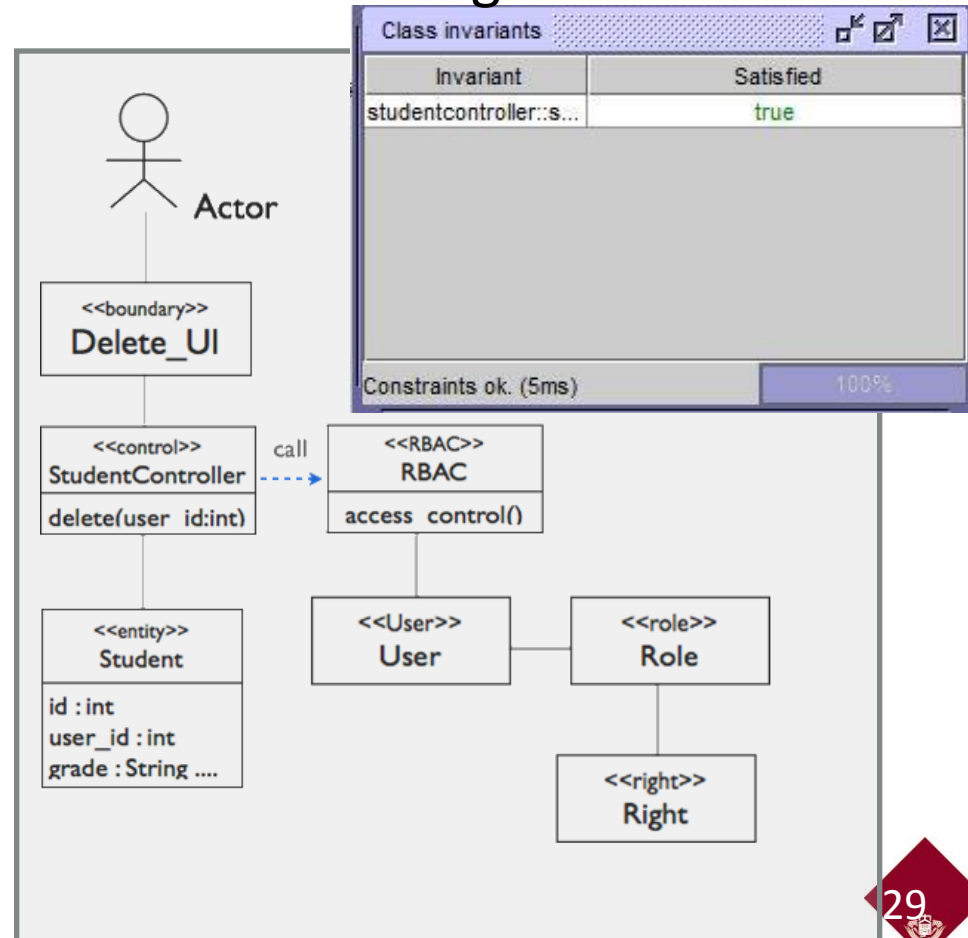 Class invariants
Invariant Satisfied
studentcontroller::s... true
Constraints ok. (5ms) 100%
Actor
<<boundary>>
Delete_UI
<<control>>
StudentController
delete(user_id:int)
call
<<RBAC>>
RBAC
access_control()
<<entity>>
Student
id : int
user_id : int
grade : String ....
<<User>>
User
<<role>>
Role
<<right>>
Right
29